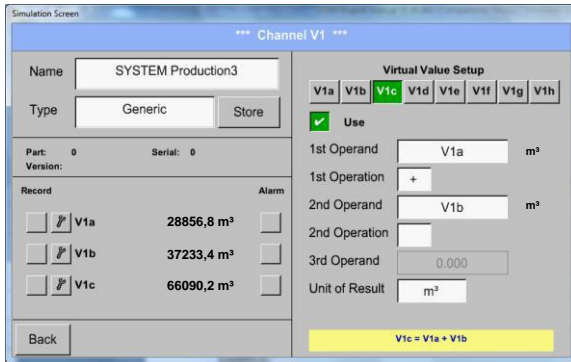 Simulation Screen
*** Channel V1 ***
Name SYSTEM Production3
Type Generic Store
Part: 0 Serial: 0
Version:
Record Alarm
V1a 28856,8 m³
V1b 37233,4 m³
V1c 66090,2 m³
Back
Virtual Value Setup
V1a V1b V1c V1d V1e V1f V1g V1h
Use
1st Operand V1a m³
1st Operation +
2nd Operand V1b m³
2nd Operation
3rd Operand 0.000
Unit of Result m³
V1c = V1a + V1b